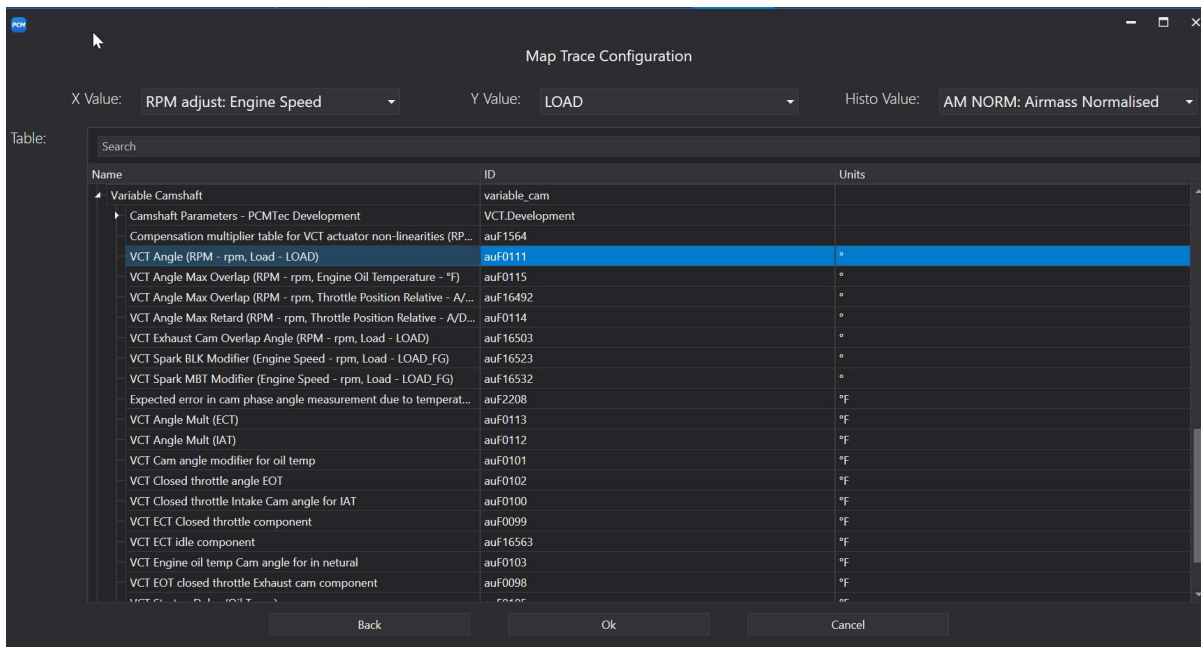 PCM
Map Trace Configuration
X Value: RPM adjust: Engine Speed Y Value: LOAD Histo Value: AM NORM: Airmass Normalised
Table:
Search
Name ID Units
Variable Camshaft variable_cam
Camshaft Parameters - PCMTec Development VCT.Development
Compensation multiplier table for VCT actuator non-linearities (RP... auF1564
VCT Angle (RPM - rpm, Load - LOAD) auF0111 °
VCT Angle Max Overlap (RPM - rpm, Engine Oil Temperature - °F) auF0115 °
VCT Angle Max Overlap (RPM - rpm, Throttle Position Relative - A/... auF16492 °
VCT Angle Max Retard (RPM - rpm, Throttle Position Relative - A/D... auF0114 °
VCT Exhaust Cam Overlap Angle (RPM - rpm, Load - LOAD) auF16503 °
VCT Spark BLK Modifier (Engine Speed - rpm, Load - LOAD_FG) auF16523 °
VCT Spark MBT Modifier (Engine Speed - rpm, Load - LOAD_FG) auF16532 °
Expected error in cam phase angle measurement due to temperat... auF2208 °F
VCT Angle Mult (ECT) auF0113 °F
VCT Angle Mult (IAT) auF0112 °F
VCT Cam angle modifier for oil temp auF0101 °F
VCT Closed throttle angle EOT auF0102 °F
VCT Closed throttle Intake Cam angle for IAT auF0100 °F
VCT ECT Closed throttle component auF0099 °F
VCT ECT idle component auF16563 °F
VCT Engine oil temp Cam angle for in netural auF0103 °F
VCT EOT closed throttle Exhaust cam component auF0098 °F
Back Ok Cancel